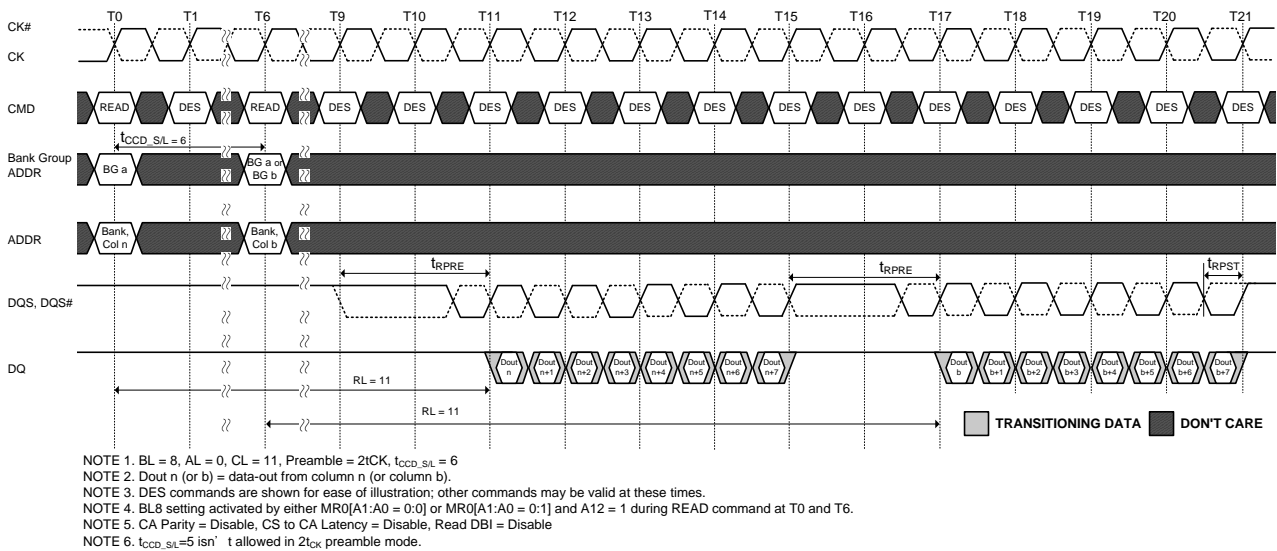 T0 T1 T6 T9 T10 T11 T12 T13 T14 T15 T16 T17 T18 T19 T20 T21
CK#
CK
CMD READ DES READ DES DES DES DES DES DES DES DES DES DES DES DES DES
tCCD_S/L = 6
Bank Group
ADDR
BG a
BG a or
BG b
ADDR
Bank,
Col n
Bank,
Col b
tRPRE tRPRE tRPST
DQS, DQS#
DQ
Dout
n
Dout
n+1
Dout
n+2
Dout
n+3
Dout
n+4
Dout
n+5
Dout
n+6
Dout
n+7
Dout
b
Dout
b+1
Dout
b+2
Dout
b+3
Dout
b+4
Dout
b+5
Dout
b+6
Dout
b+7
RL = 11
RL = 11
TRANSITIONING DATA DON'T CARE
NOTE 1. BL = 8, AL = 0, CL = 11, Preamble = 2tCK, tCCD_S/L = 6
NOTE 2. Dout n (or b) = data-out from column n (or column b).
NOTE 3. DES commands are shown for ease of illustration; other commands may be valid at these times.
NOTE 4. BL8 setting activated by either MR0[A1:A0 = 0:0] or MR0[A1:A0 = 0:1] and A12 = 1 during READ command at T0 and T6.
NOTE 5. CA Parity = Disable, CS to CA Latency = Disable, Read DBI = Disable
NOTE 6. tCCD_S/L=5 isn’ t allowed in 2tCK preamble mode.